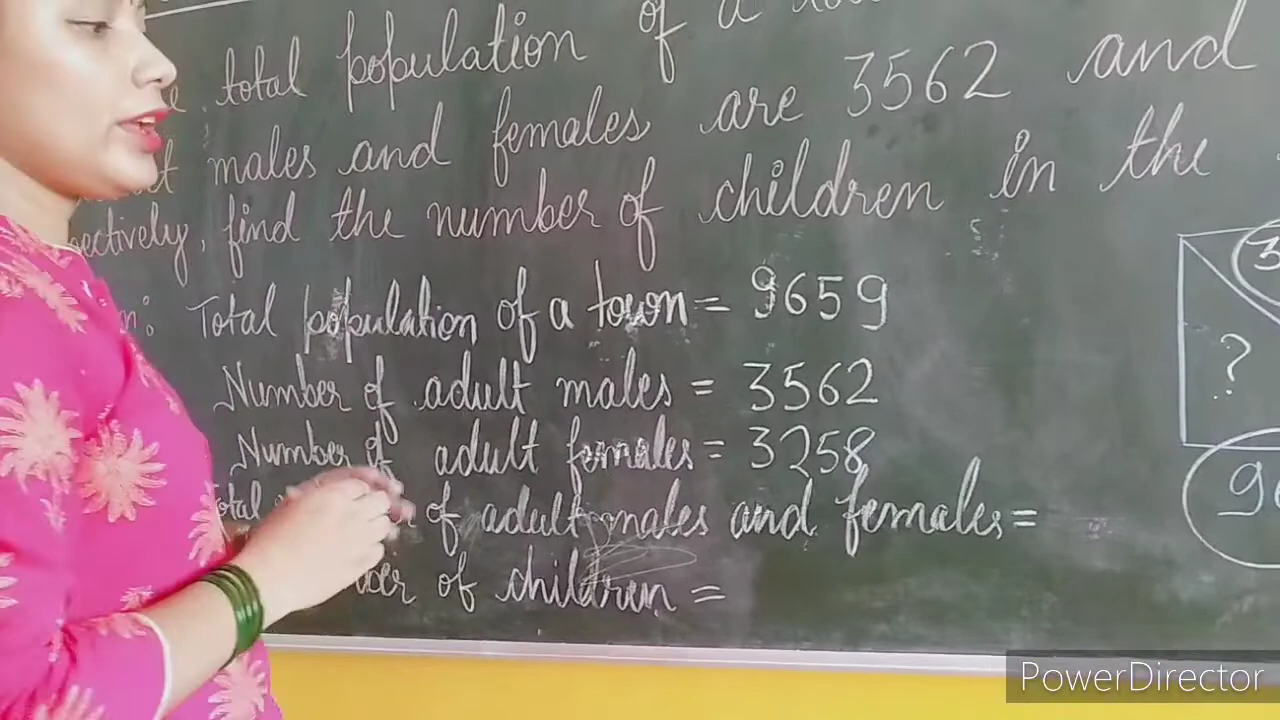 total population of a
males and females are 3562 and
find the number of children in the
Total population of a town = 9659
Number of adult males = 3562
Number of adult females = 3258
of adult males and females =
of children =
?
PowerDirector